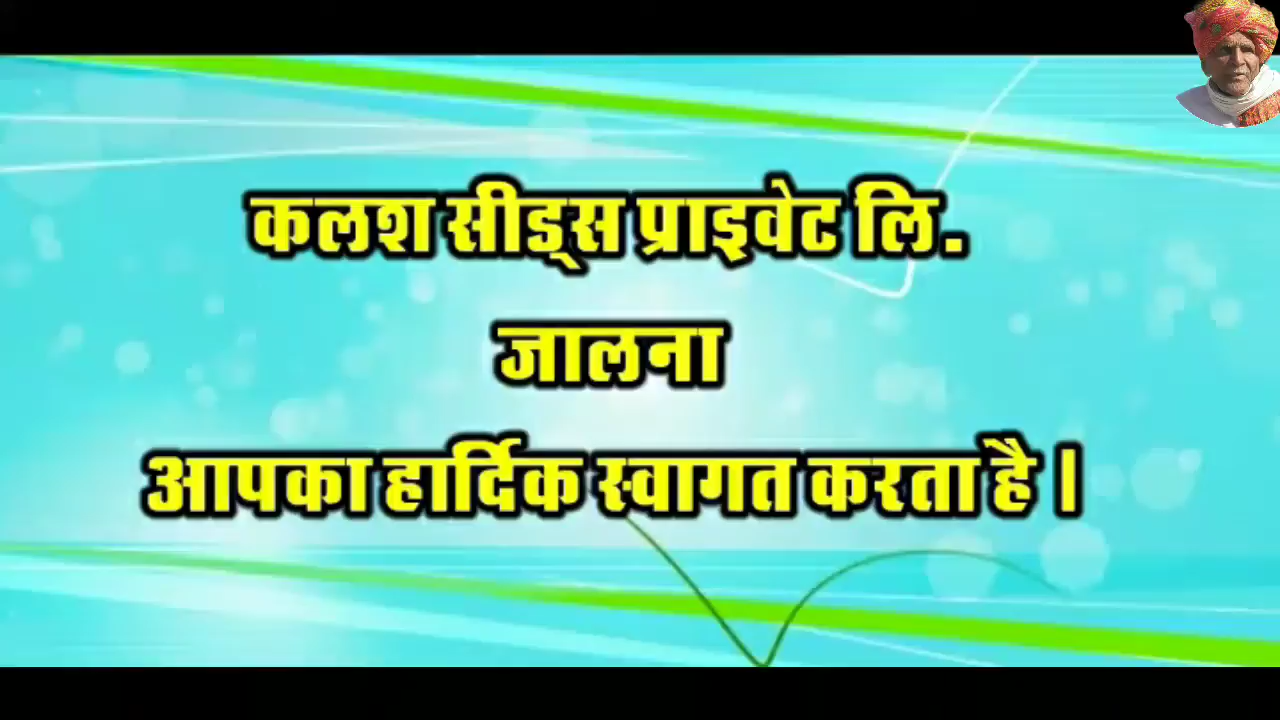 कलश सीड्स प्राइवेट लि.
जालना
आपका हार्दिक स्वागत करता है ।